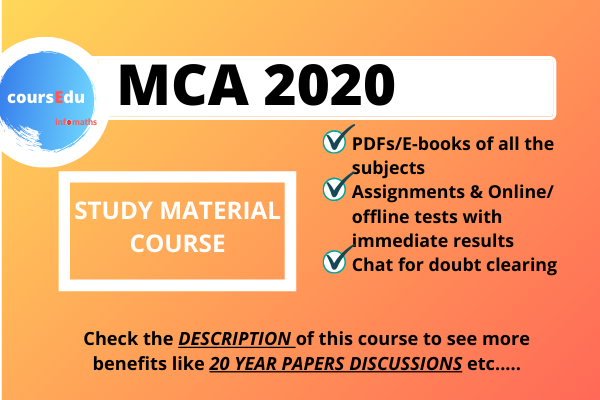 MCA 2020
coursEdu
infomaths
PDFs/E-books of all the
subjects
Assignments & Online/
offline tests with
immediate results
Chat for doubt clearing
STUDY MATERIAL
COURSE
Check the DESCRIPTION of this course to see more
benefits like 20 YEAR PAPERS DISCUSSIONS etc.....